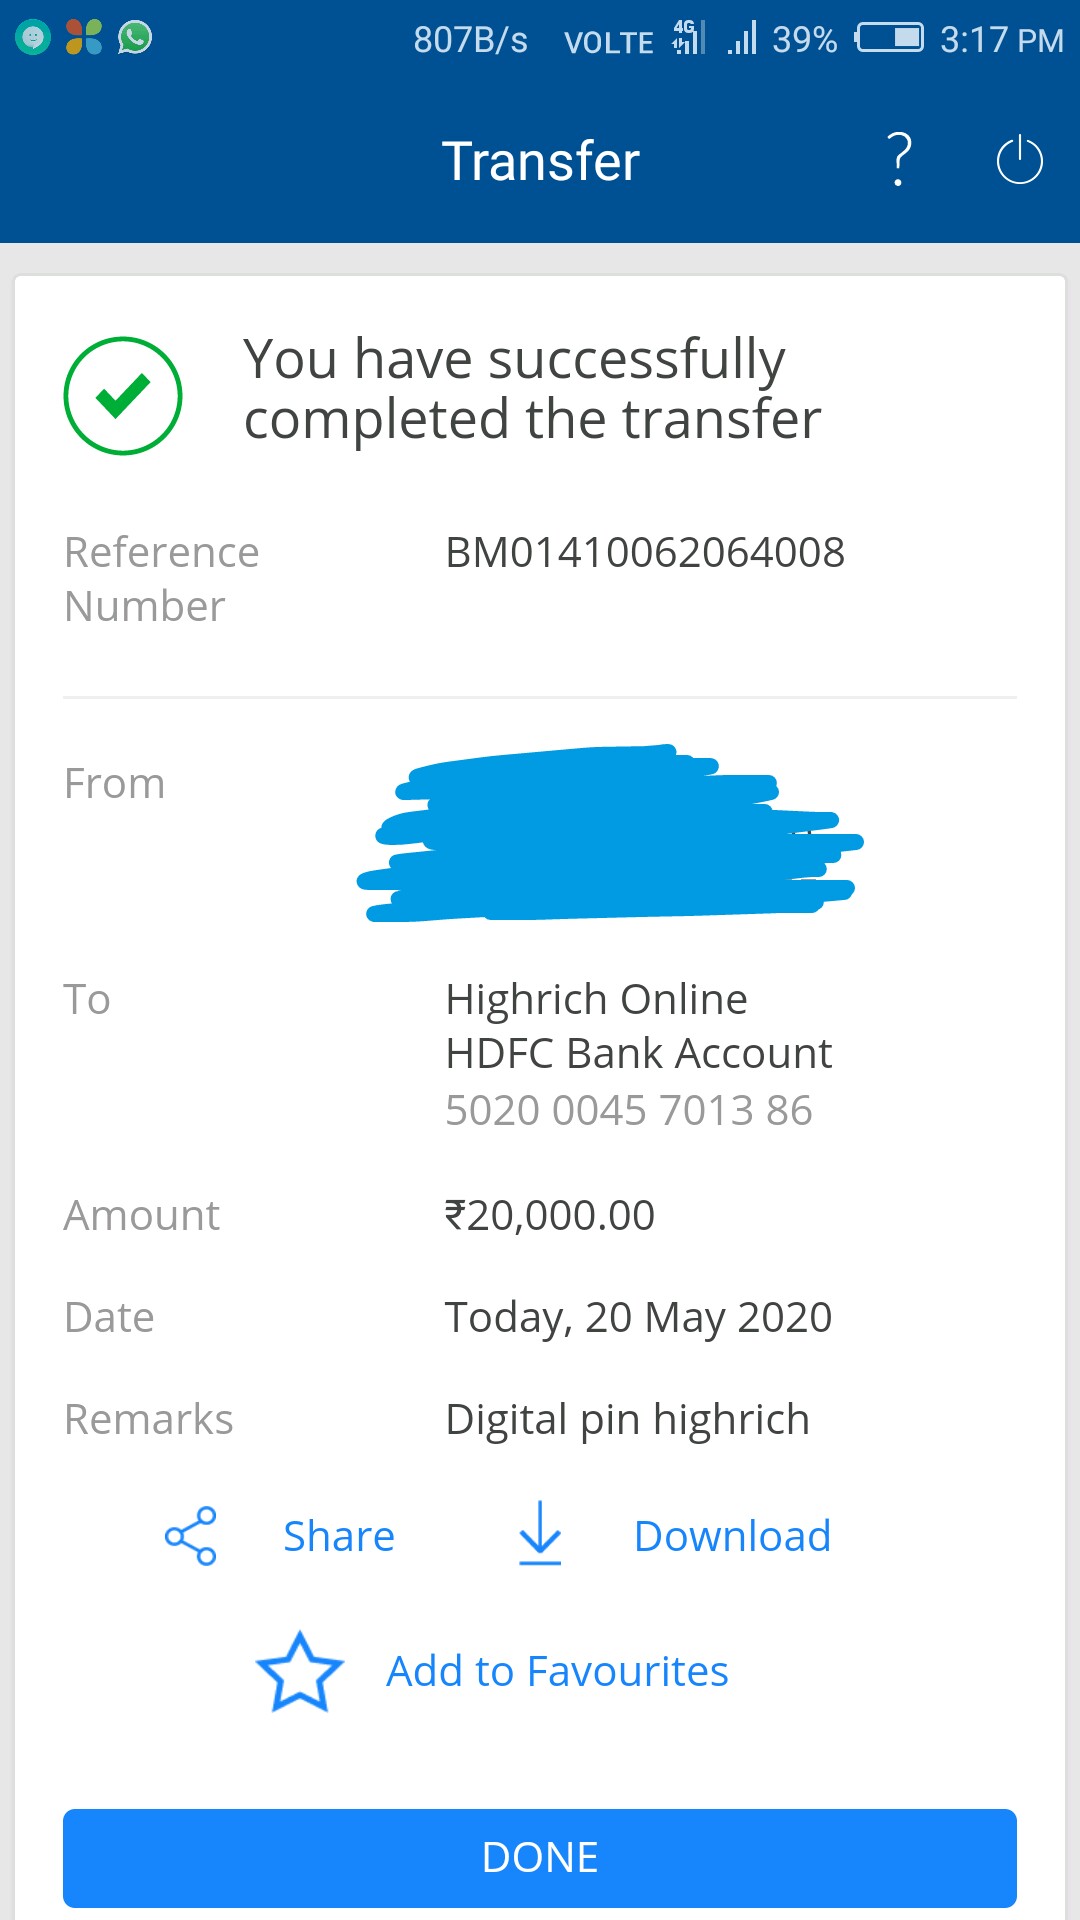 807B/s VOLTE 4G 39% 3:17 PM
Transfer ?
You have successfully
completed the transfer
Reference BM01410062064008
Number
From
To Highrich Online
HDFC Bank Account
5020 0045 7013 86
Amount ₹20,000.00
Date Today, 20 May 2020
Remarks Digital pin highrich
Share Download
Add to Favourites
DONE